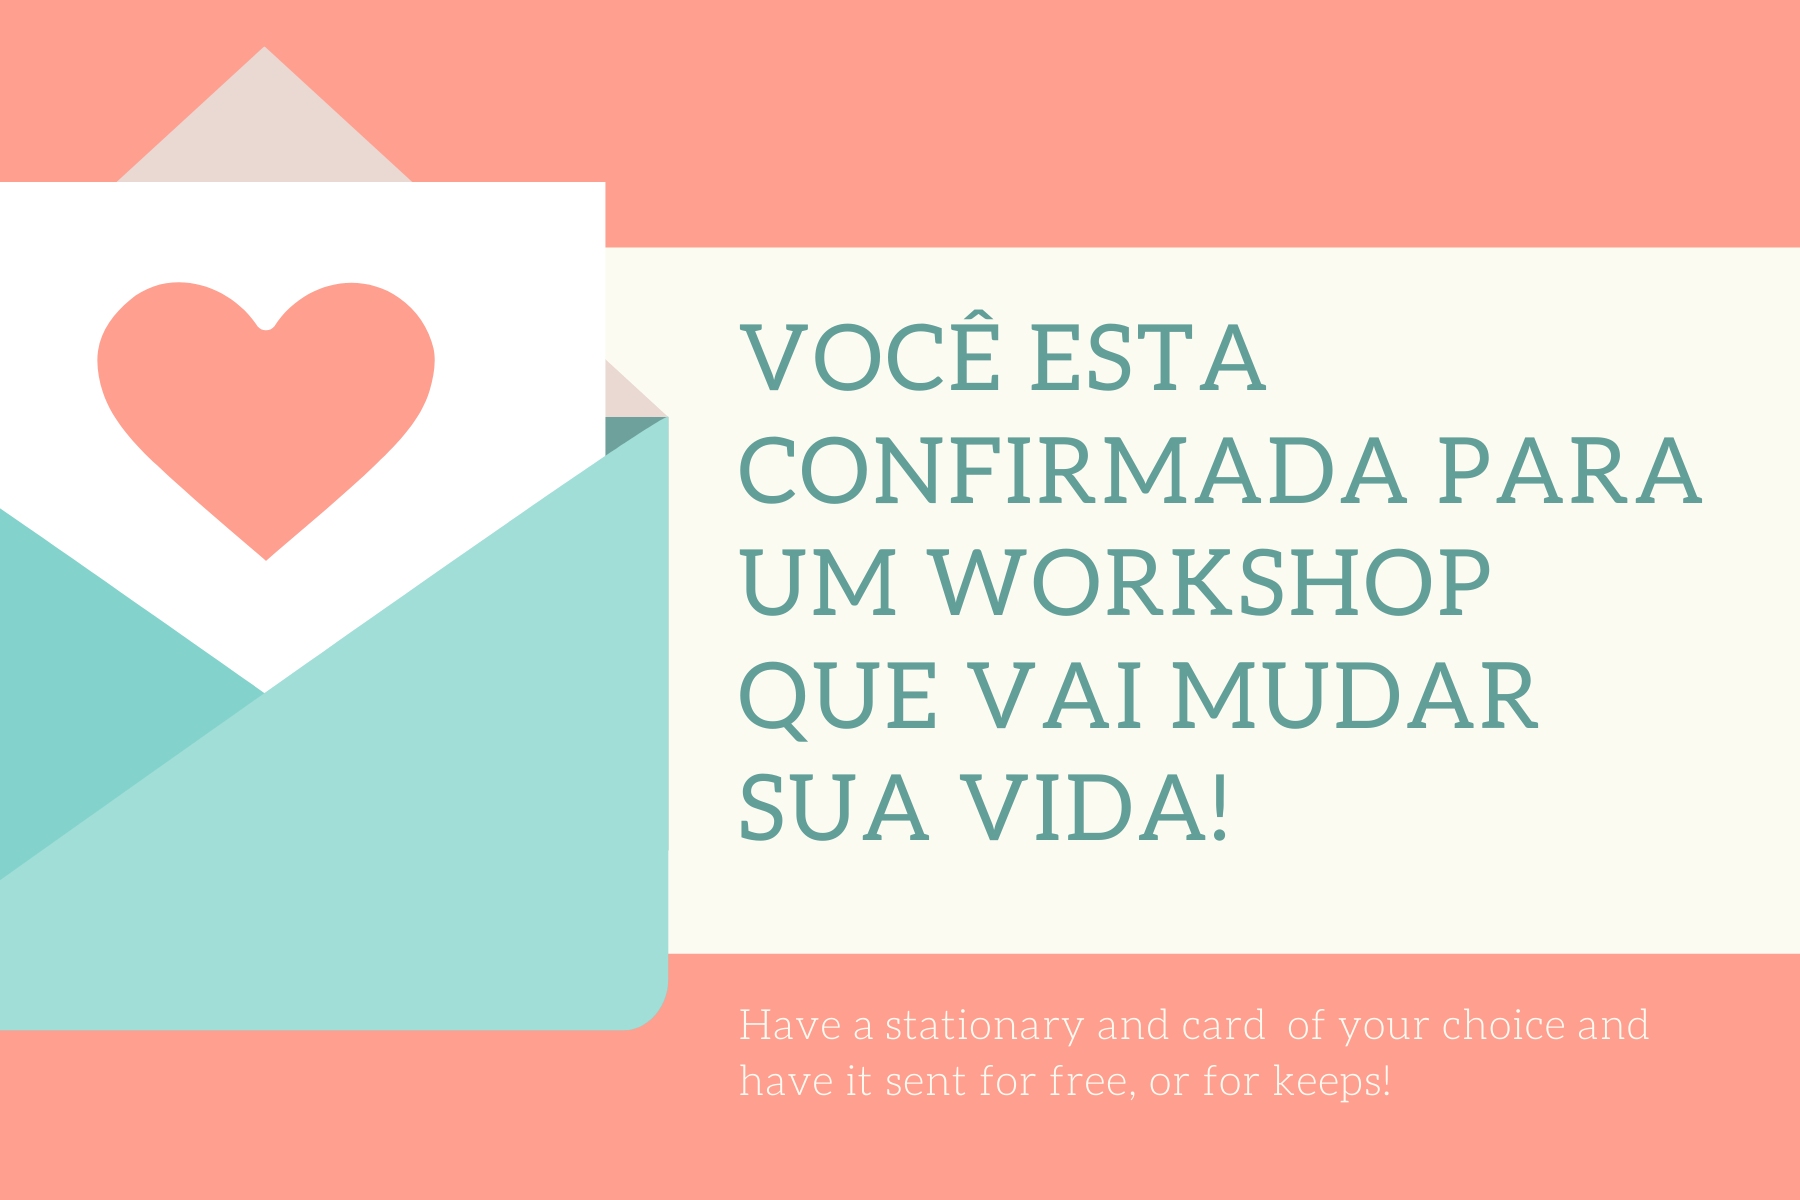 VOCÊ ESTA
CONFIRMADA PARA
UM WORKSHOP
QUE VAI MUDAR
SUA VIDA!
Have a stationary and card of your choice and
have it sent for free, or for keeps!